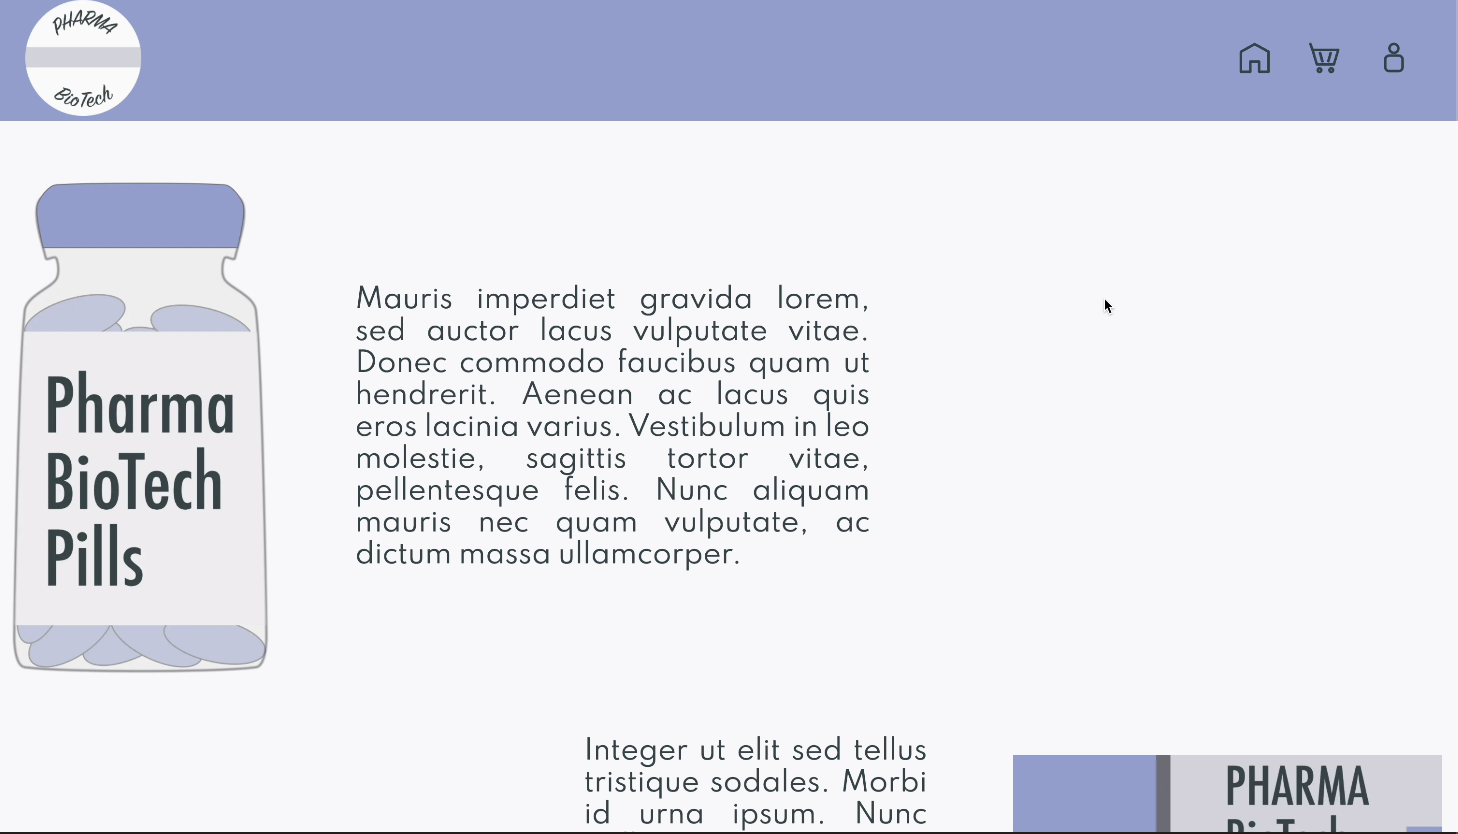 PHARMA
BioTech
Pharma
BioTech
Pills
Mauris imperdiet gravida lorem,
sed auctor lacus vulputate vitae.
Donec commodo faucibus quam ut
hendrerit. Aenean ac lacus quis
eros lacinia varius. Vestibulum in leo
molestie, sagittis tortor vitae,
pellentesque felis. Nunc aliquam
mauris nec quam vulputate, ac
dictum massa ullamcorper.
Integer ut elit sed tellus
tristique sodales. Morbi
id urna ipsum. Nunc
PHARMA
BioTech